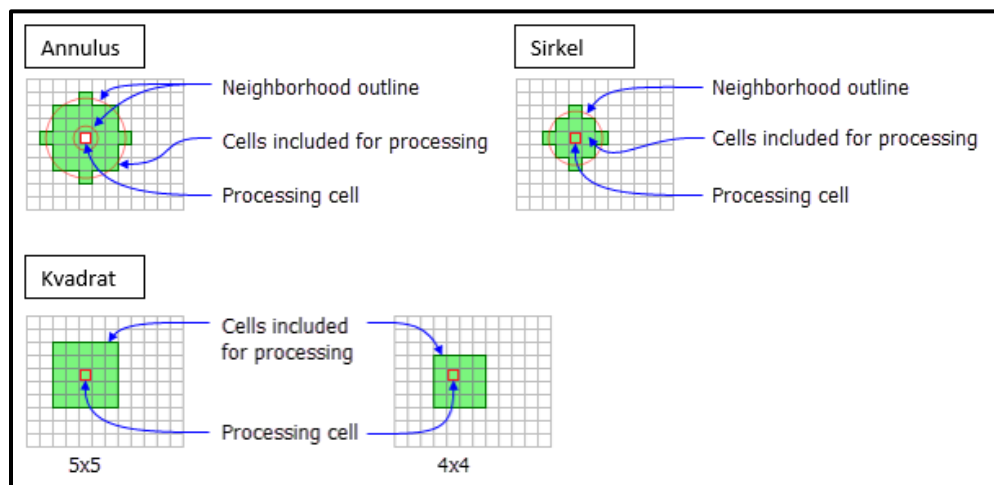 Annulus
Neighborhood outline
Cells included for processing
Processing cell
Sirkel
Neighborhood outline
Cells included for processing
Processing cell
Kvadrat
Cells included
for processing
Processing cell
5x5
4x4